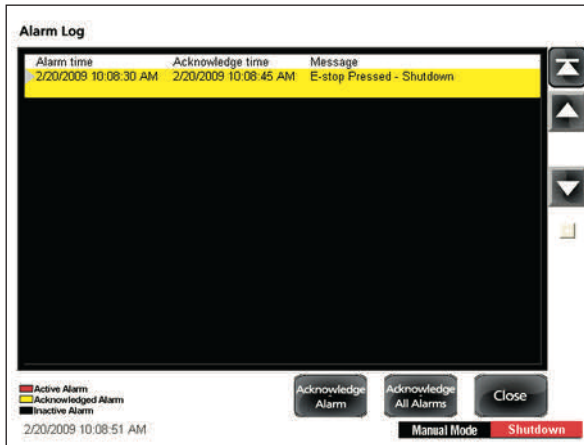 Alarm Log
Alarm time Acknowledge time Message
2/20/2009 10:08:30 AM 2/20/2009 10:08:45 AM E-stop Pressed - Shutdown
Active Alarm
Acknowledged Alarm
Inactive Alarm
Acknowledge
Alarm
Acknowledge
All Alarms
Close
2/20/2009 10:08:51 AM
Manual Mode
Shutdown